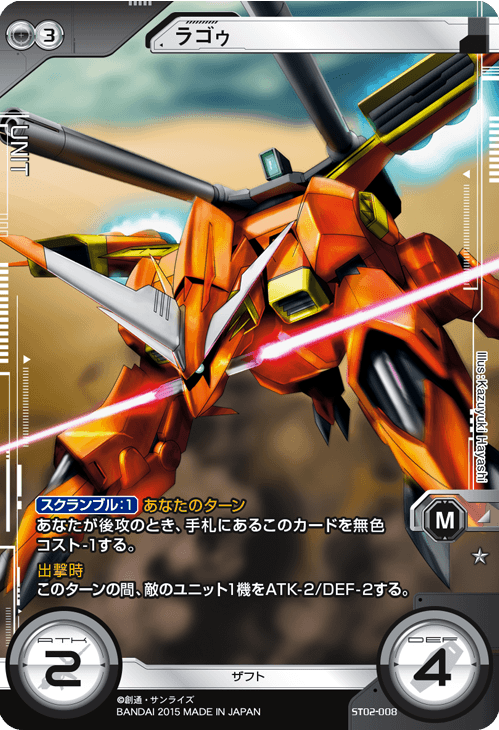 3
ラゴゥ
UNIT
Illus:Kazuyuki Hayashi
スクランブル:1 あなたのターン
あなたが後攻のとき、手札にあるこのカードを無色
コスト-1する。
出撃時
このターンの間、敵のユニット1機をATK-2/DEF-2する。
M
ATK
2
DEF
4
ザフト
©創通・サンライズ
BANDAI 2015 MADE IN JAPAN
ST02-008